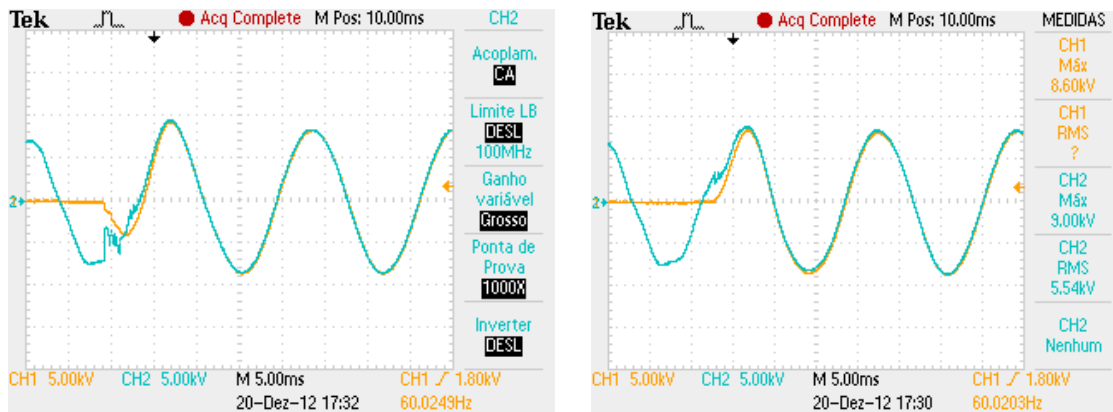 Tek Acq Complete M Pos: 10.00ms CH2
Acoplam.
CA
Limite LB
DESL
100MHz
Ganho
variável
Grosso
Ponta de
Prova
1000X
Inverter
DESL
2
CH1 5.00kV CH2 5.00kV M 5.00ms CH1 1.80kV
20-Dez-12 17:32 60.0249Hz
Tek Acq Complete M Pos: 10.00ms MEDIDAS
CH1
Máx
8.60kV
CH1
RMS
?
CH2
Máx
9.00kV
CH2
RMS
5.54kV
CH2
Nenhum
2
CH1 5.00kV CH2 5.00kV M 5.00ms CH1 1.80kV
20-Dez-12 17:30 60.0203Hz